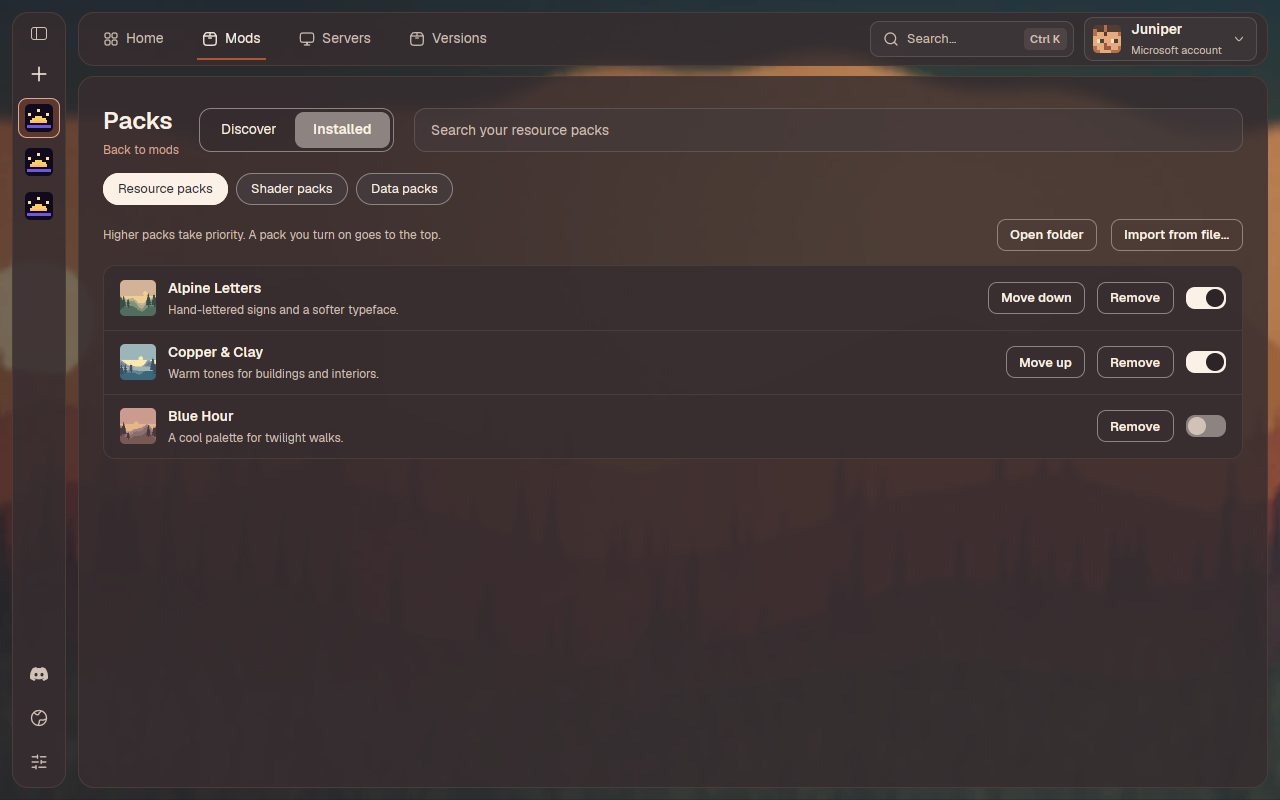 Home
Mods
Servers
Versions
Search...
Ctrl K
Juniper
Microsoft account
Packs
Back to mods
Discover
Installed
Search your resource packs
Resource packs
Shader packs
Data packs
Higher packs take priority. A pack you turn on goes to the top.
Open folder
Import from file...
Alpine Letters
Hand-lettered signs and a softer typeface.
Move down
Remove
Copper & Clay
Warm tones for buildings and interiors.
Move up
Remove
Blue Hour
A cool palette for twilight walks.
Remove